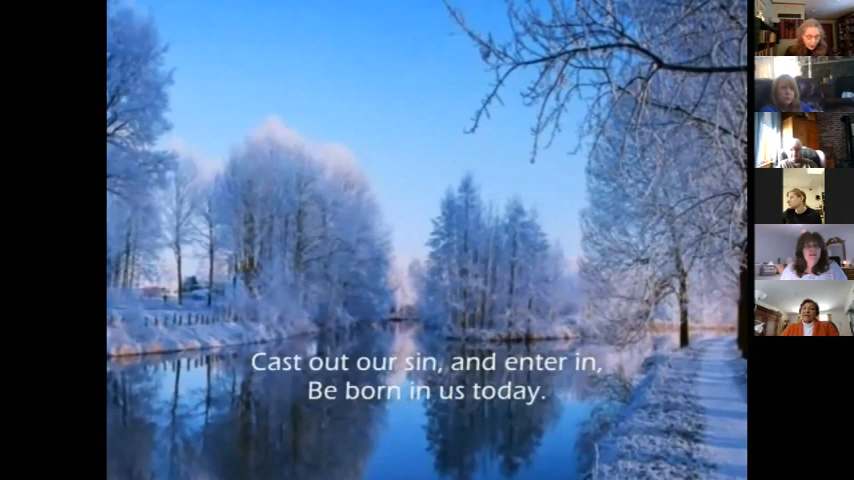 Cast out our sin, and enter in,
Be born in us today.